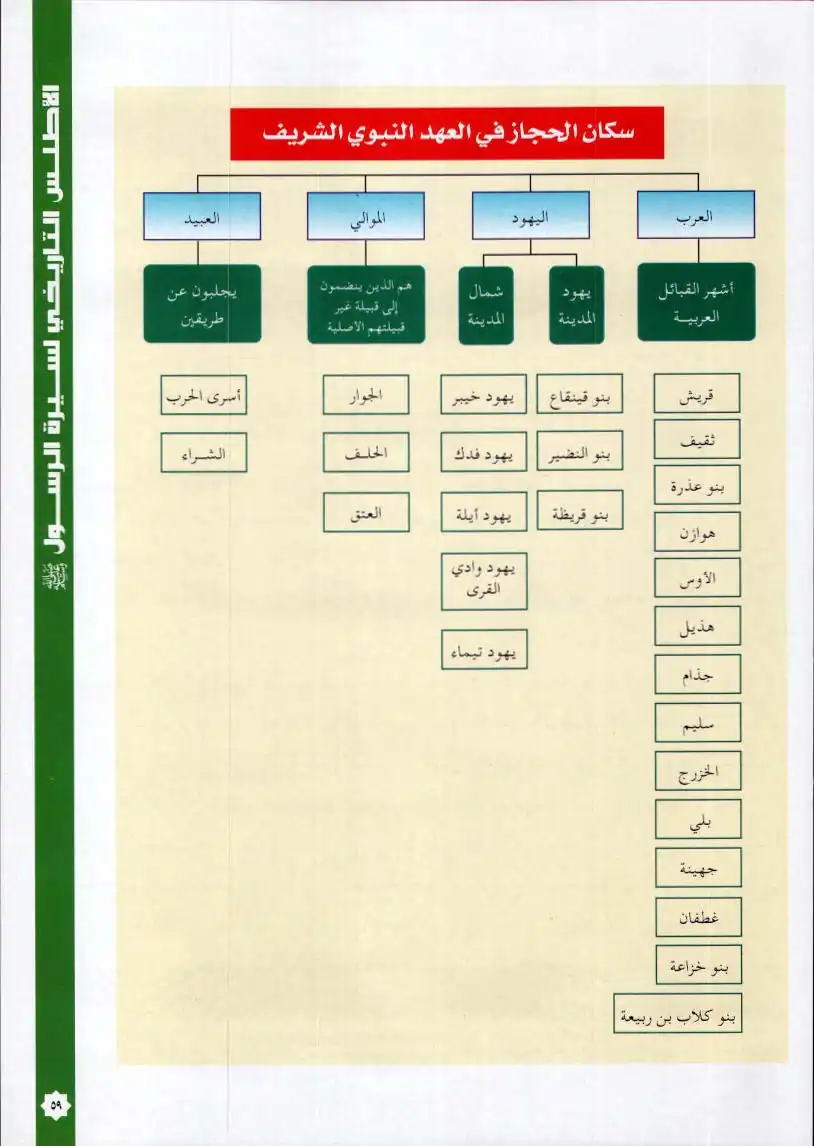 الأطلس التاريخي لسيرة الرسول ﷺ
سكان الحجاز في العهد النبوي الشريف
العرب
اليهود
الموالي
العبيد
أشهر القبائل
العربيــة
يهود
المدينة
شمال
المدينة
هم الذين ينضمون
إلى قبيلة غير
قبيلتهم الأصلية
يجلبون عن
طريقين
قريش
ثقيف
بنو عذرة
هوازن
الأوس
هذيل
جذام
سليم
الخزرج
بلي
جهينة
غطفان
بنو خزاعة
بنو كلاب بن ربيعة
بنو قينقاع
بنو النضير
بنو قريظة
يهود خيبر
يهود فدك
يهود أيلة
يهود وادي
القرى
يهود تيماء
الجوار
الحلــف
العتق
أسرى الحرب
الشــراء
٥٩